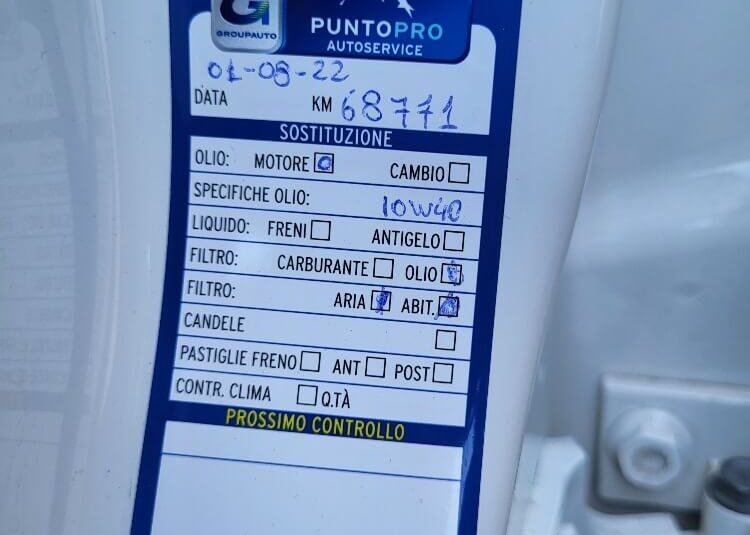 G
GROUPAUTO
PUNTOPRO
AUTOSERVICE
01-08-22
DATA KM 68771
SOSTITUZIONE
OLIO: MOTORE CAMBIO
SPECIFICHE OLIO: 10W40
LIQUIDO: FRENI ANTIGELO
FILTRO: CARBURANTE OLIO
FILTRO: ARIA ABIT.
CANDELE
PASTIGLIE FRENO ANT POST
CONTR. CLIMA Q.TÀ
PROSSIMO CONTROLLO